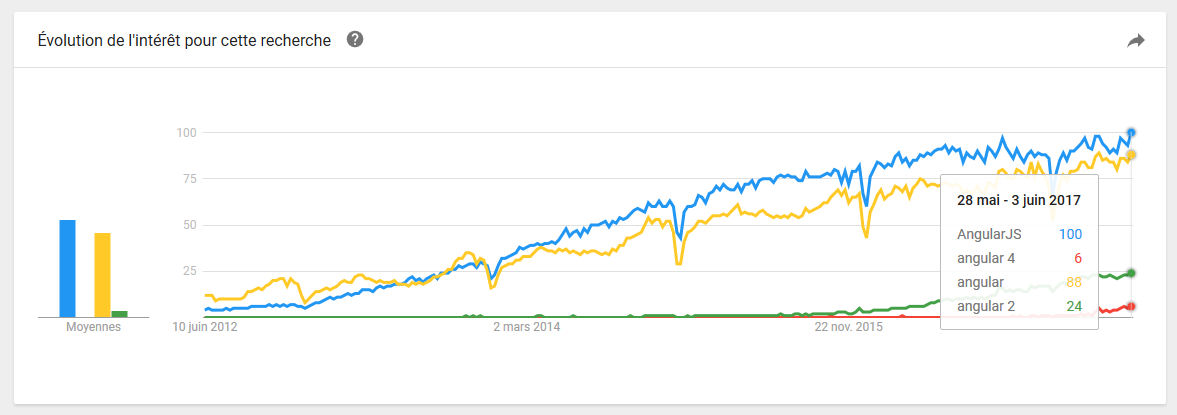 Évolution de l'intérêt pour cette recherche ?
100
75
50
25
28 mai - 3 juin 2017
AngularJS 100
angular 4 6
angular 88
angular 2 24
Moyennes 10 juin 2012 2 mars 2014 22 nov. 2015